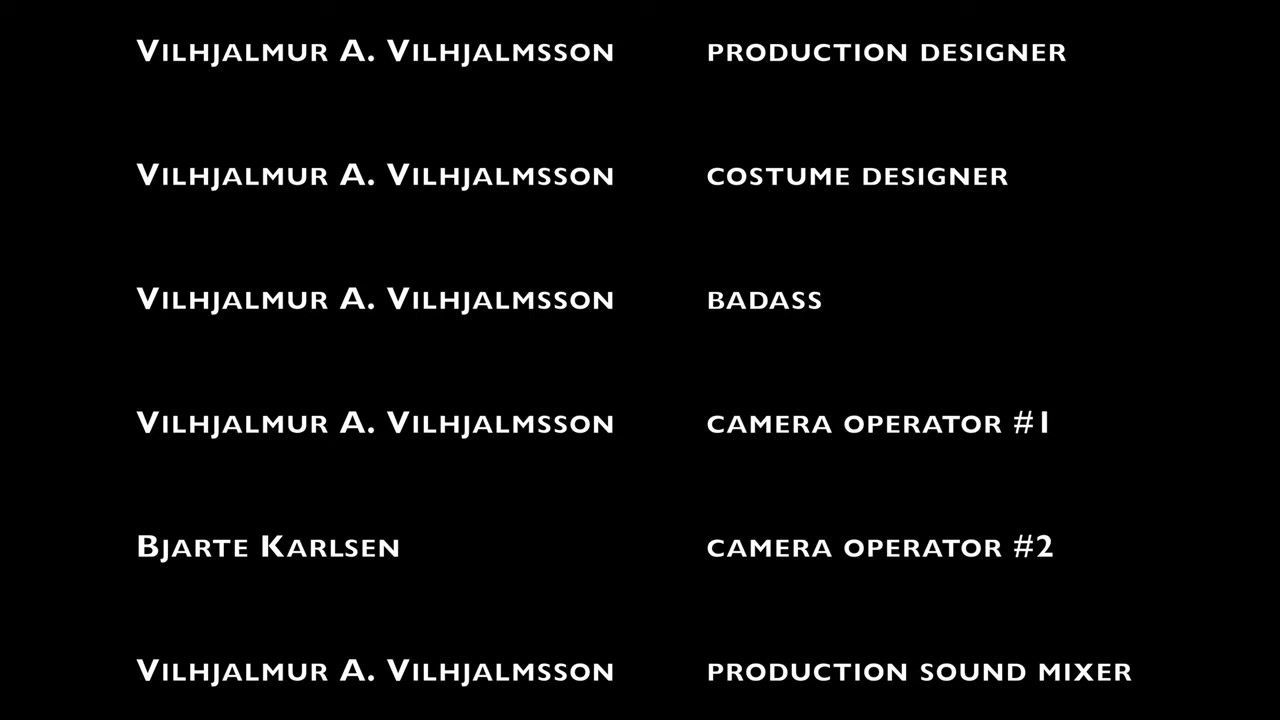 Vilhjalmur A. Vilhjalmsson production designer
Vilhjalmur A. Vilhjalmsson costume designer
Vilhjalmur A. Vilhjalmsson badass
Vilhjalmur A. Vilhjalmsson camera operator #1
Bjarte Karlsen camera operator #2
Vilhjalmur A. Vilhjalmsson production sound mixer